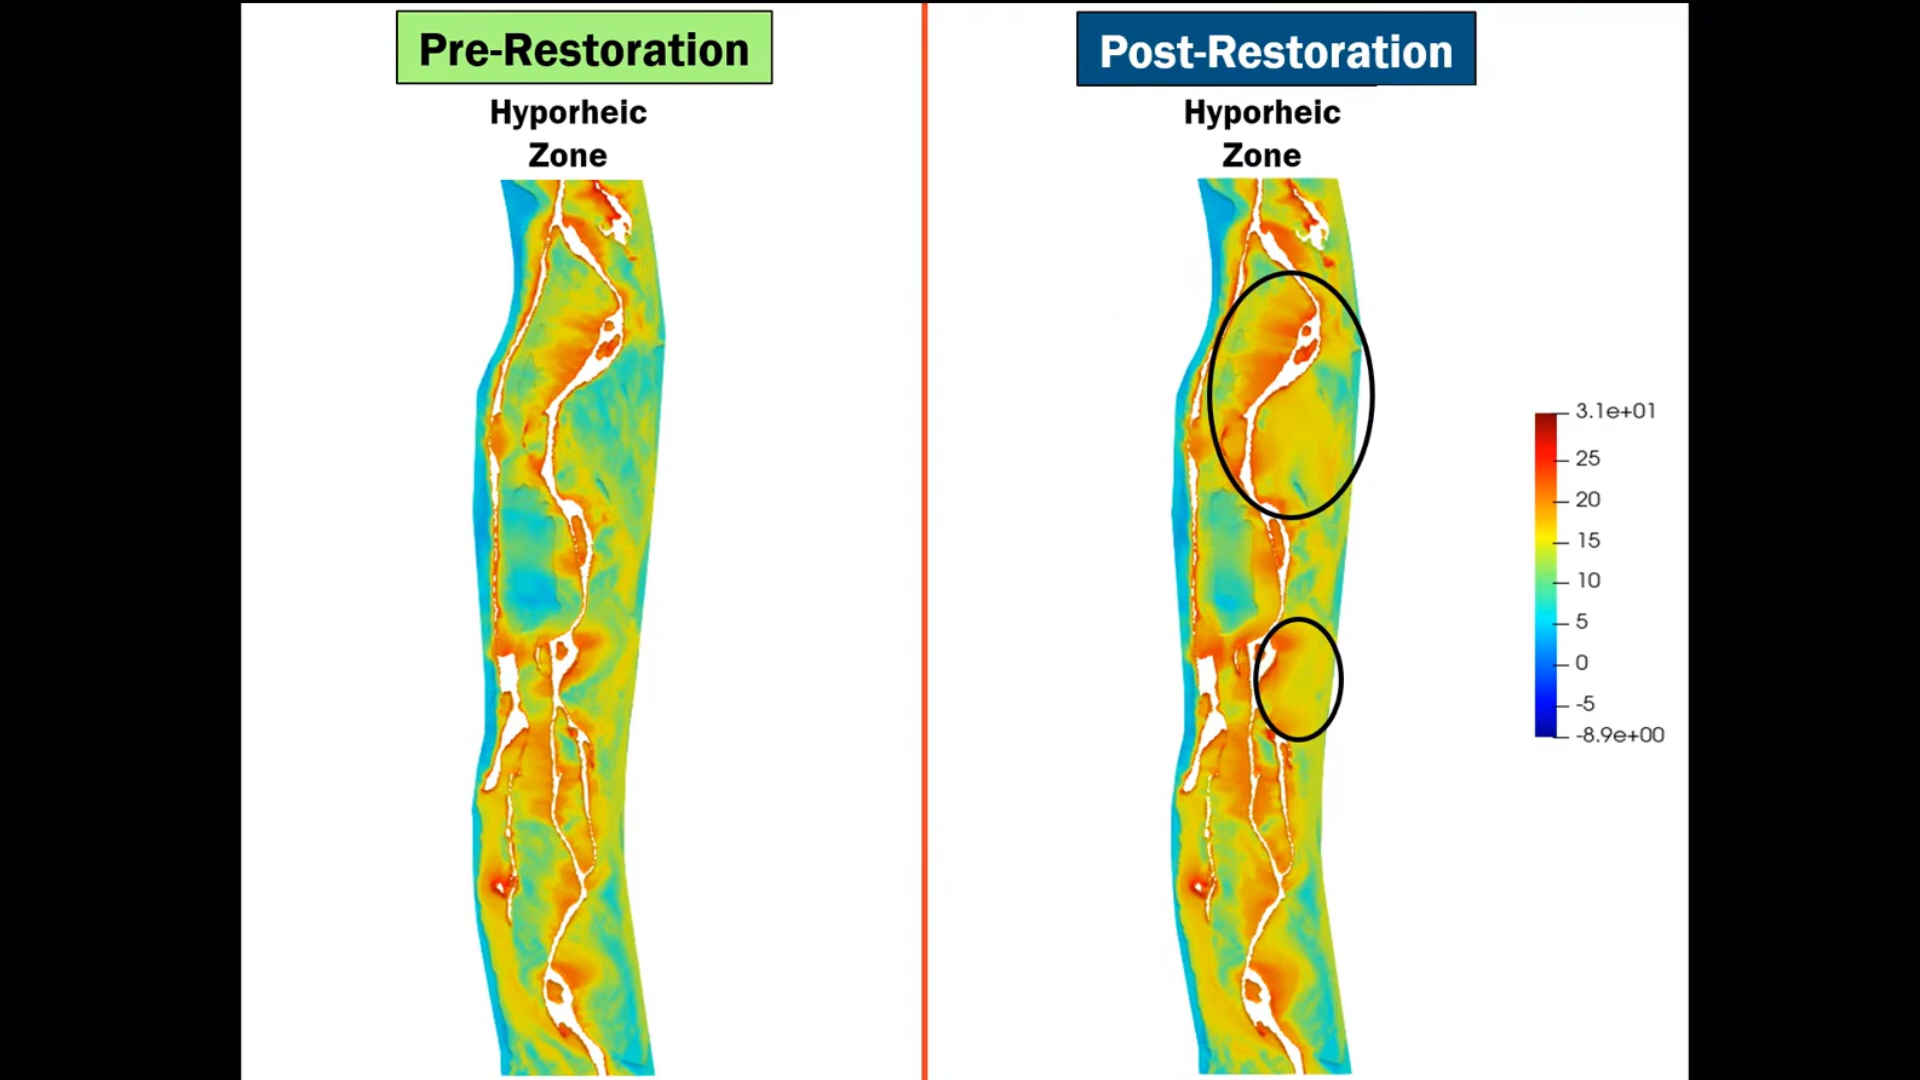 Pre-Restoration
Hyporheic
Zone
Post-Restoration
Hyporheic
Zone
3.1e+01
25
20
15
10
5
0
-5
-8.9e+00